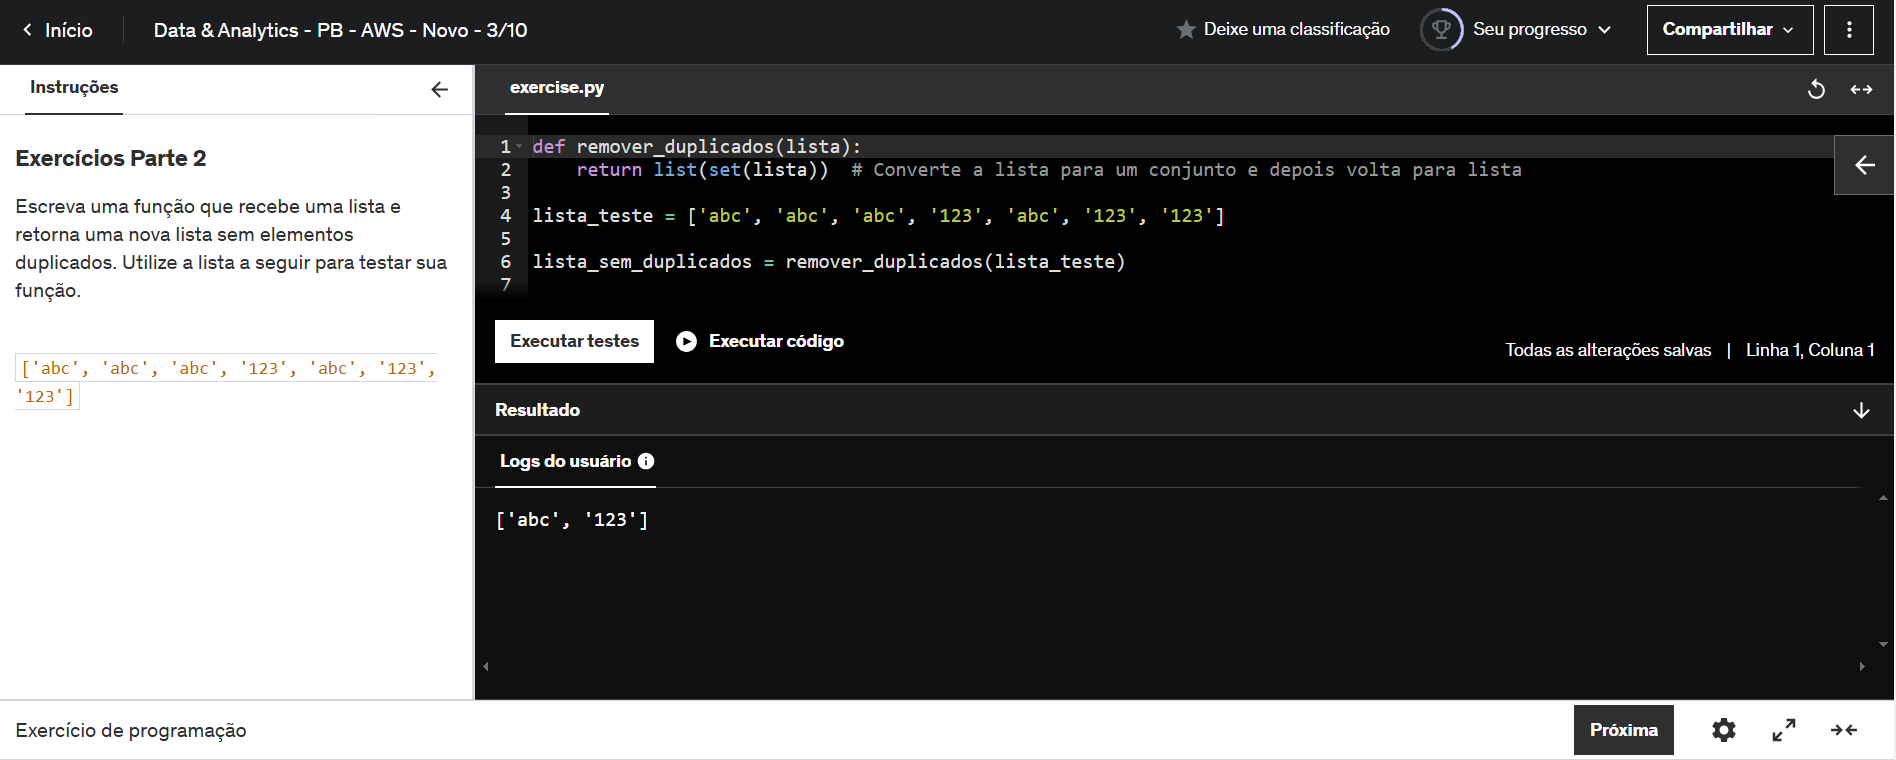 Início
Data & Analytics - PB - AWS - Novo - 3/10
Deixe uma classificação
Seu progresso
Compartilhar
Instruções
Exercícios Parte 2
Escreva uma função que recebe uma lista e
retorna uma nova lista sem elementos
duplicados. Utilize a lista a seguir para testar sua
função.
['abc', 'abc', 'abc', '123', 'abc', '123',
'123']
exercise.py
1 def remover_duplicados(lista):
2     return list(set(lista))  # Converte a lista para um conjunto e depois volta para lista
3
4 lista_teste = ['abc', 'abc', 'abc', '123', 'abc', '123', '123']
5
6 lista_sem_duplicados = remover_duplicados(lista_teste)
7
Executar testes
Executar código
Todas as alterações salvas | Linha 1, Coluna 1
Resultado
Logs do usuário
['abc', '123']
Exercício de programação
Próxima